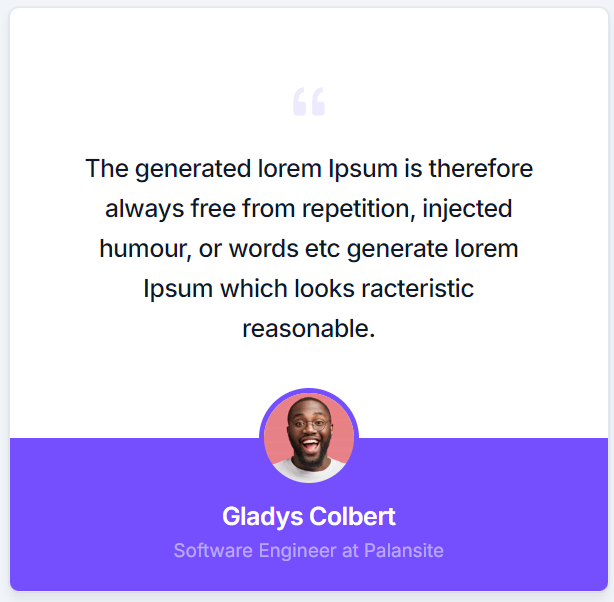 “
The generated lorem Ipsum is therefore
always free from repetition, injected
humour, or words etc generate lorem
Ipsum which looks racteristic
reasonable.
Gladys Colbert
Software Engineer at Palansite